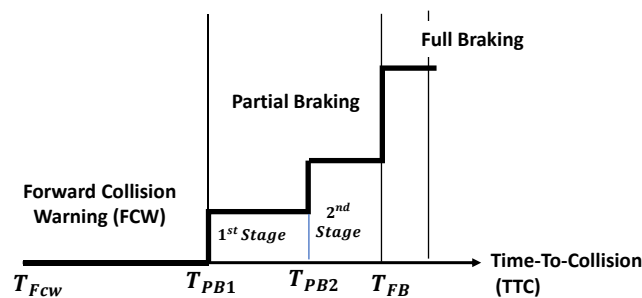 Full Braking
Partial Braking
Forward Collision
Warning (FCW)
1st Stage
2nd
Stage
TFcw
TPB1
TPB2
TFB
Time-To-Collision
(TTC)